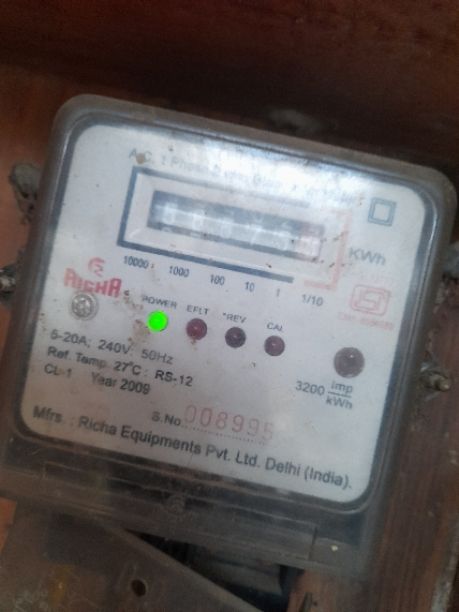 KWh
10000 1000 100 10 1 1/10
RICHA
POWER EFLT REV CAL
5-20A; 240V; 50Hz
Ref. Temp. 27°C : RS-12
CL-1 Year 2009
3200 imp/kWh
S.No. 008995
Mfrs. : Richa Equipments Pvt. Ltd. Delhi (India).